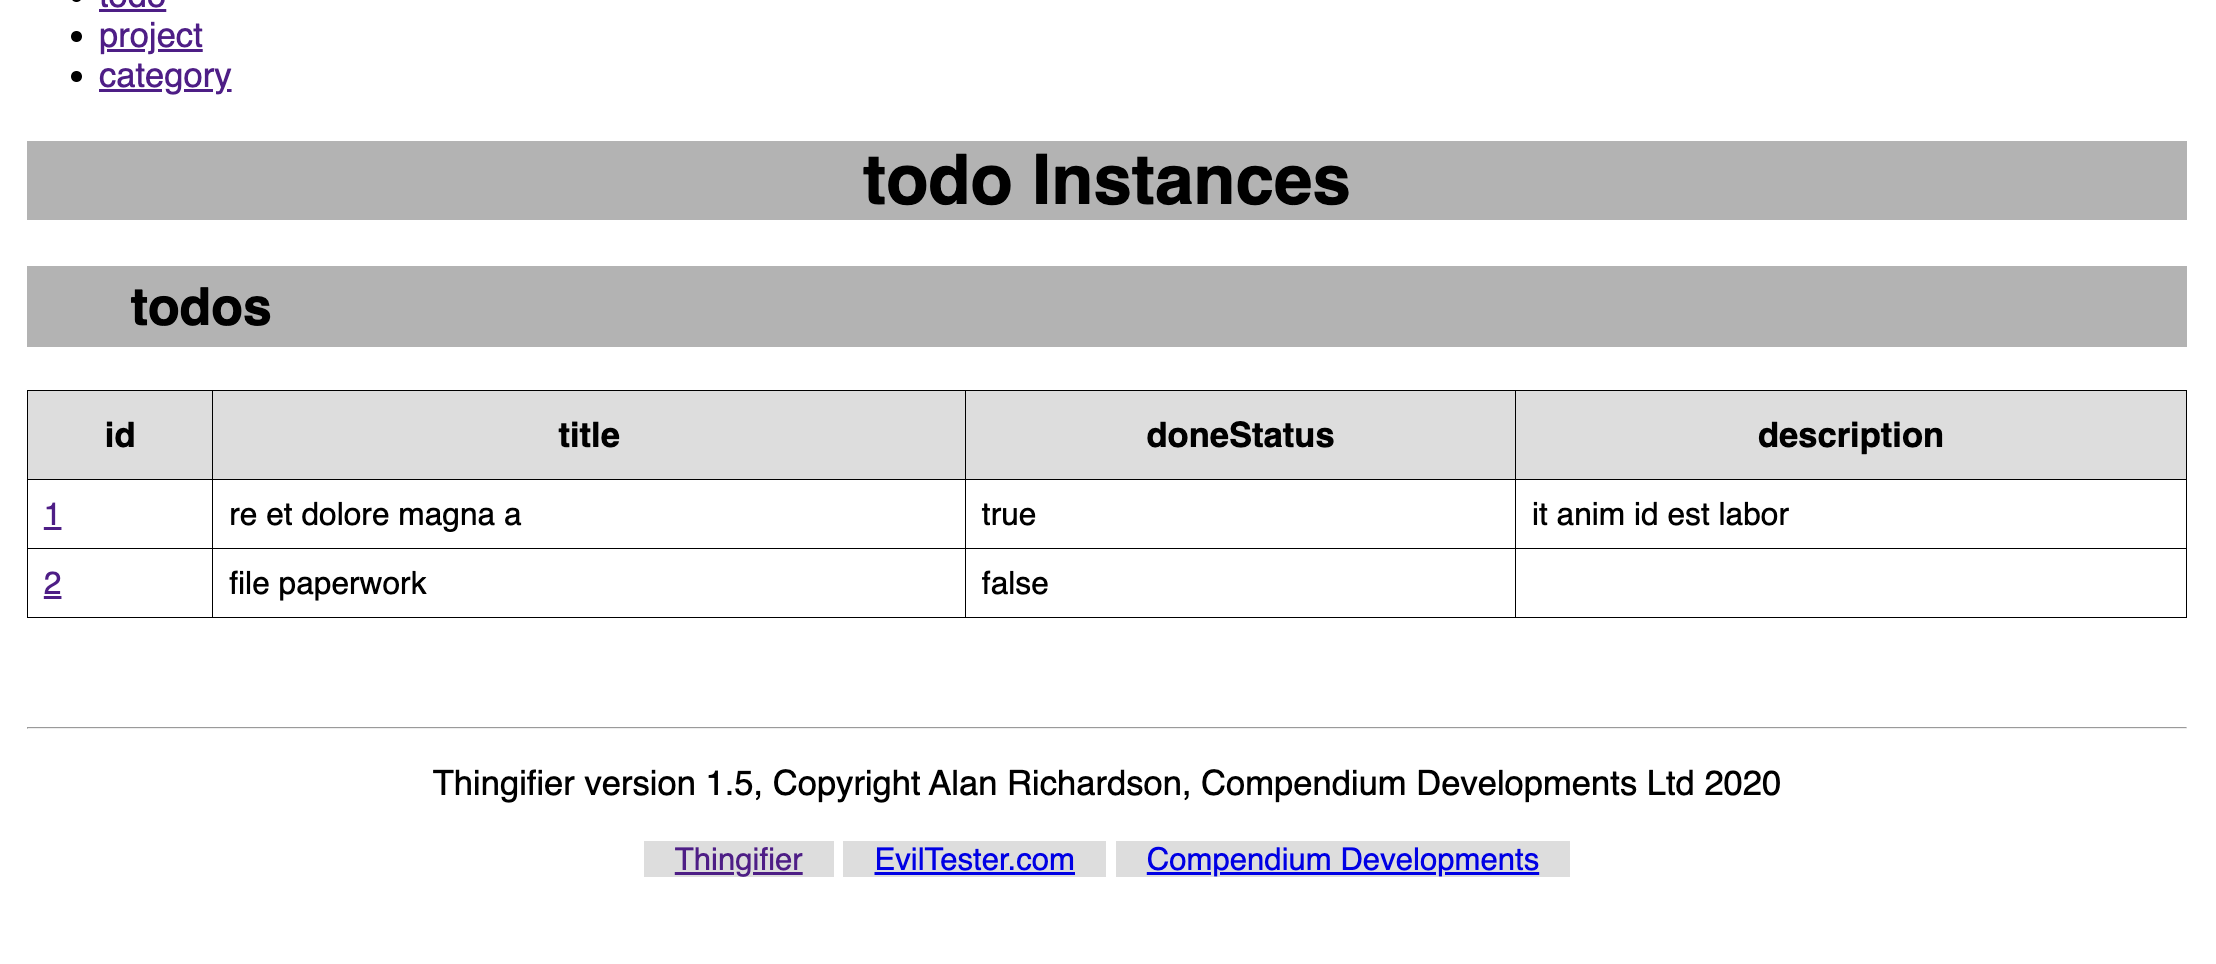 todo
project
category
todo Instances
todos
id title doneStatus description
1 re et dolore magna a true it anim id est labor
2 file paperwork false
Thingifier version 1.5, Copyright Alan Richardson, Compendium Developments Ltd 2020
Thingifier EvilTester.com Compendium Developments